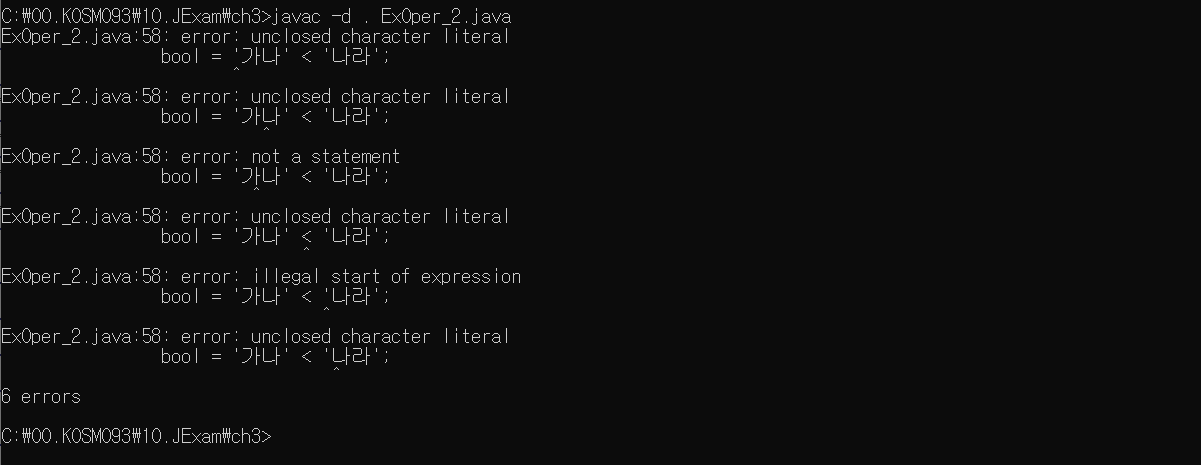 C:₩00.KOSMO93₩10.JExam₩ch3>javac -d . ExOper_2.java
ExOper_2.java:58: error: unclosed character literal
bool = '가나' < '나라';
^
ExOper_2.java:58: error: unclosed character literal
bool = '가나' < '나라';
^
ExOper_2.java:58: error: not a statement
bool = '가나' < '나라';
^
ExOper_2.java:58: error: unclosed character literal
bool = '가나' < '나라';
^
ExOper_2.java:58: error: illegal start of expression
bool = '가나' < '나라';
^
ExOper_2.java:58: error: unclosed character literal
bool = '가나' < '나라';
^
6 errors
C:₩00.KOSMO93₩10.JExam₩ch3>